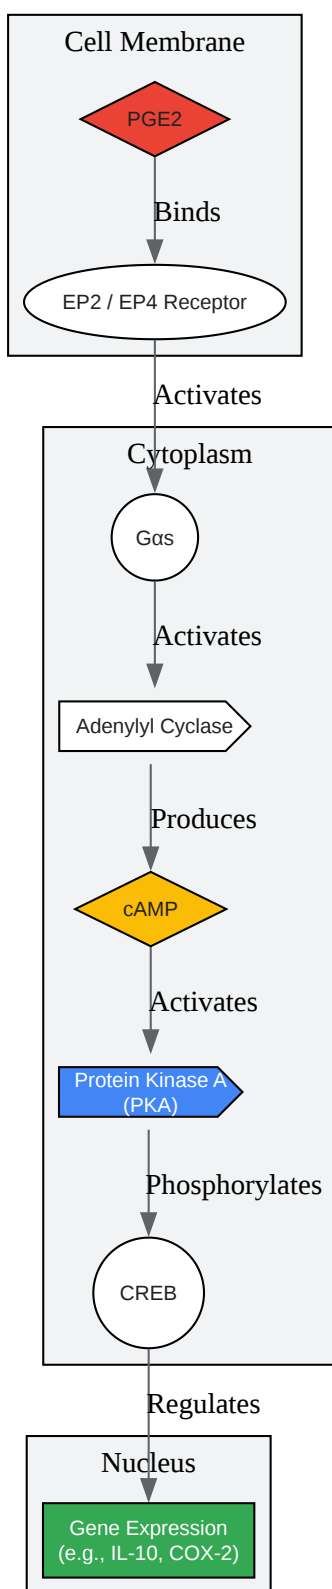 Cell Membrane
PGE2
Binds
EP2 / EP4 Receptor
Activates
Cytoplasm
Gαs
Activates
Adenylyl Cyclase
Produces
cAMP
Activates
Protein Kinase A
(PKA)
Phosphorylates
CREB
Regulates
Nucleus
Gene Expression
(e.g., IL-10, COX-2)